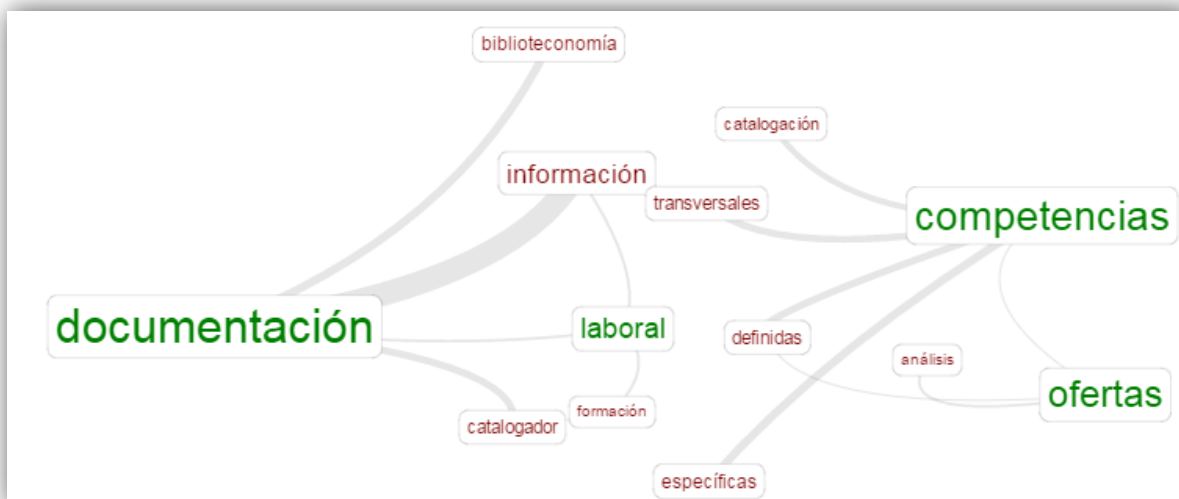 biblioteconomía
catalogación
información
transversales
competencias
documentación
laboral
definidas
análisis
ofertas
formación
catalogador
específicas